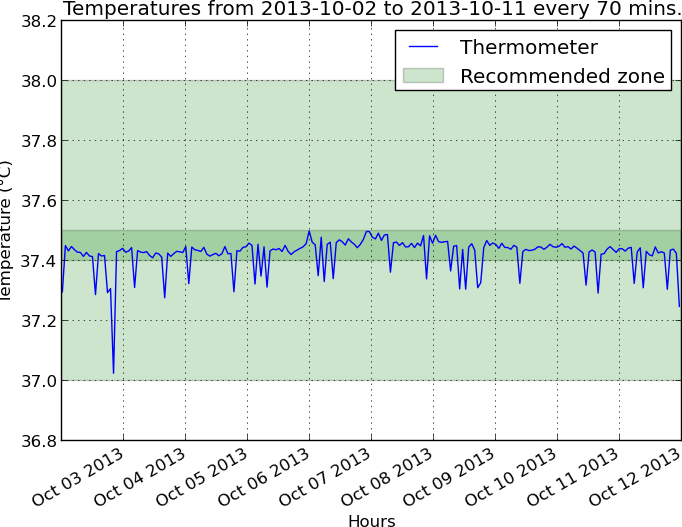 Temperatures from 2013-10-02 to 2013-10-11 every 70 mins.
Thermometer
Recommended zone
38.2
38.0
37.8
37.6
37.4
37.2
37.0
36.8
Temperature (°C)
Oct 03 2013
Oct 04 2013
Oct 05 2013
Oct 06 2013
Oct 07 2013
Oct 08 2013
Oct 09 2013
Oct 10 2013
Oct 11 2013
Oct 12 2013
Hours